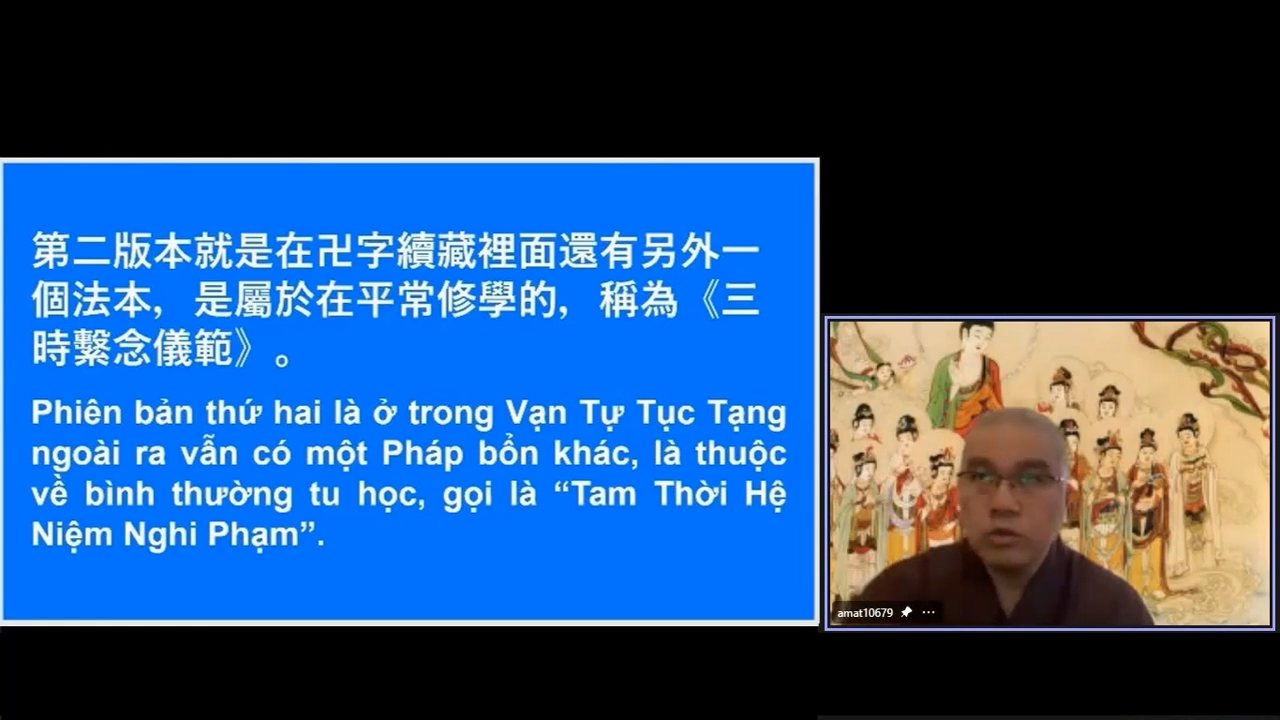 第二版本就是在卍字續藏裡面還有另外一
個法本，是屬於在平常修學的，稱為《三
時繫念儀範》。
Phiên bản thứ hai là ở trong Vạn Tự Tục Tạng
ngoài ra vẫn có một Pháp bổn khác, là thuộc
về bình thường tu học, gọi là “Tam Thời Hệ
Niệm Nghi Phạm”.
amat10679